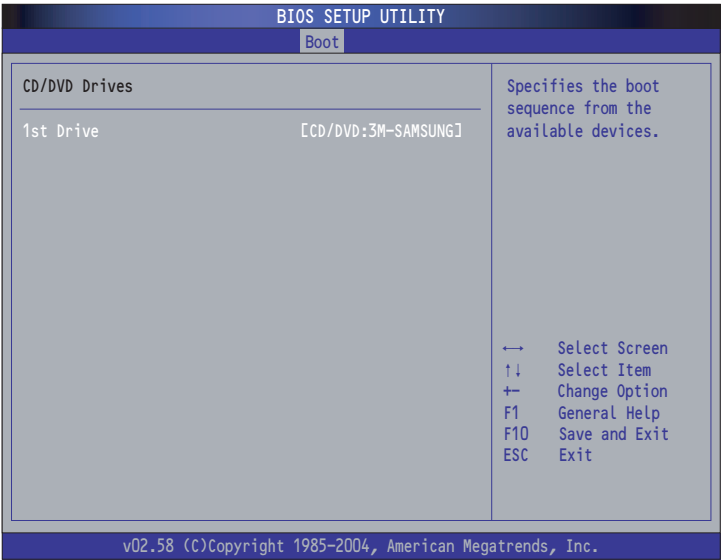 BIOS SETUP UTILITY
Boot
CD/DVD Drives
1st Drive [CD/DVD:3M-SAMSUNG]
Specifies the boot
sequence from the
available devices.
←→ Select Screen
↑↓ Select Item
+- Change Option
F1 General Help
F10 Save and Exit
ESC Exit
v02.58 (C)Copyright 1985-2004, American Megatrends, Inc.